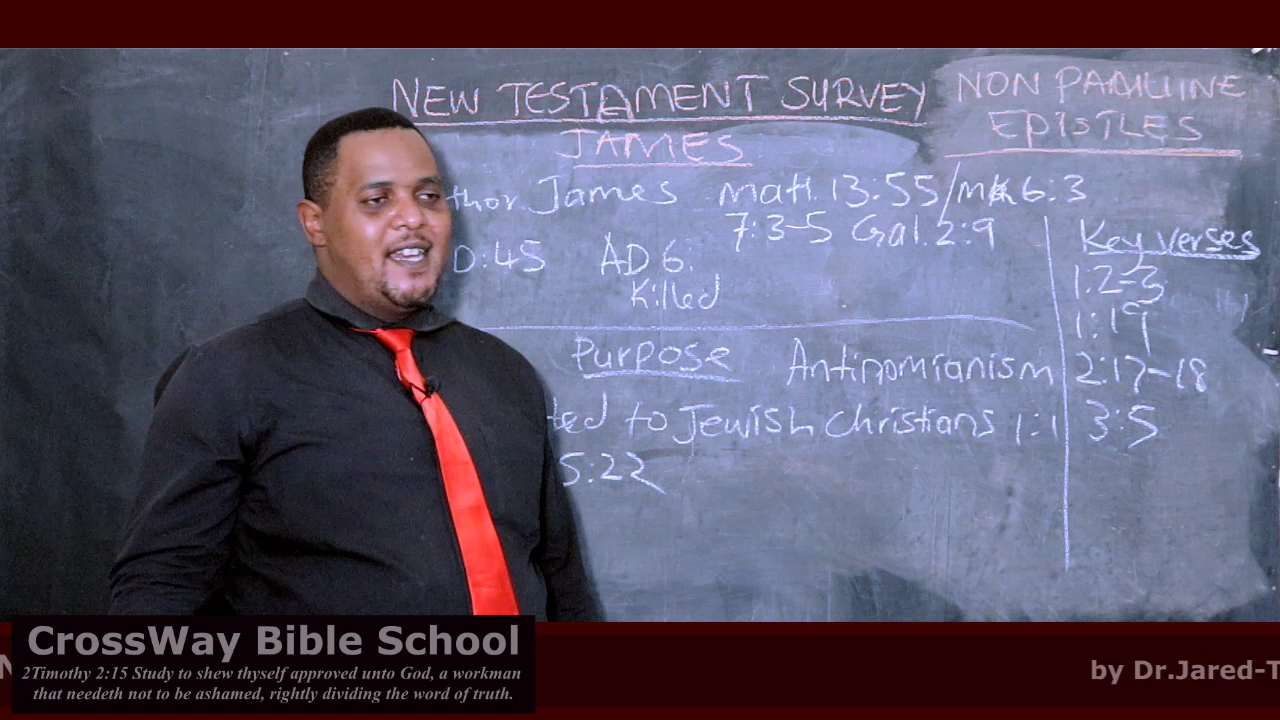 NEW TESTAMENT SURVEY
NON PAULINE
EPISTLES
JAMES
thor James Matt 13:55/Mk 6:3
7:3-5 Gal. 2:9
D:45 AD 6
Killed
Key verses
1:2-3
1:19
2:17-18
3:5
Purpose Antinomianism
ted to Jewish Christians 1:1
5:22
CrossWay Bible School
2Timothy 2:15 Study to shew thyself approved unto God, a workman
that needeth not to be ashamed, rightly dividing the word of truth.
N
by Dr.Jared-T